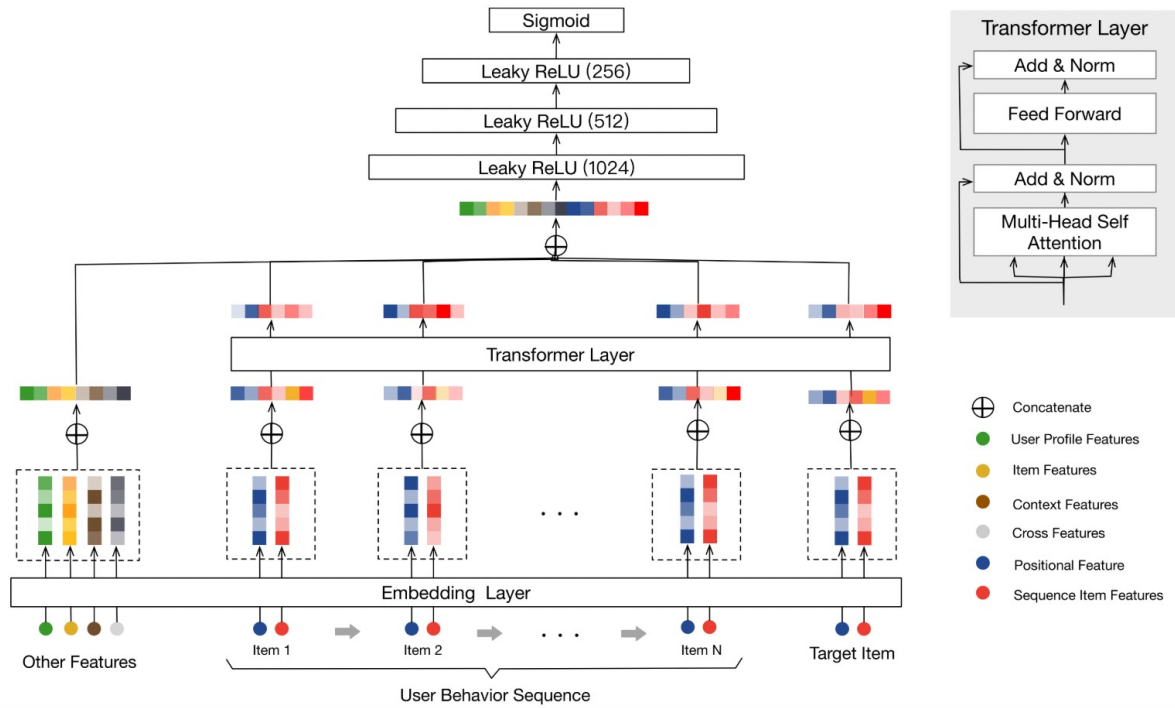 Sigmoid
Leaky ReLU (256)
Leaky ReLU (512)
Leaky ReLU (1024)
Transformer Layer
Embedding Layer
Other Features
Item 1
Item 2
. . .
. . .
Item N
Target Item
User Behavior Sequence
Transformer Layer
Add & Norm
Feed Forward
Add & Norm
Multi-Head Self
Attention
Concatenate
User Profile Features
Item Features
Context Features
Cross Features
Positional Feature
Sequence Item Features